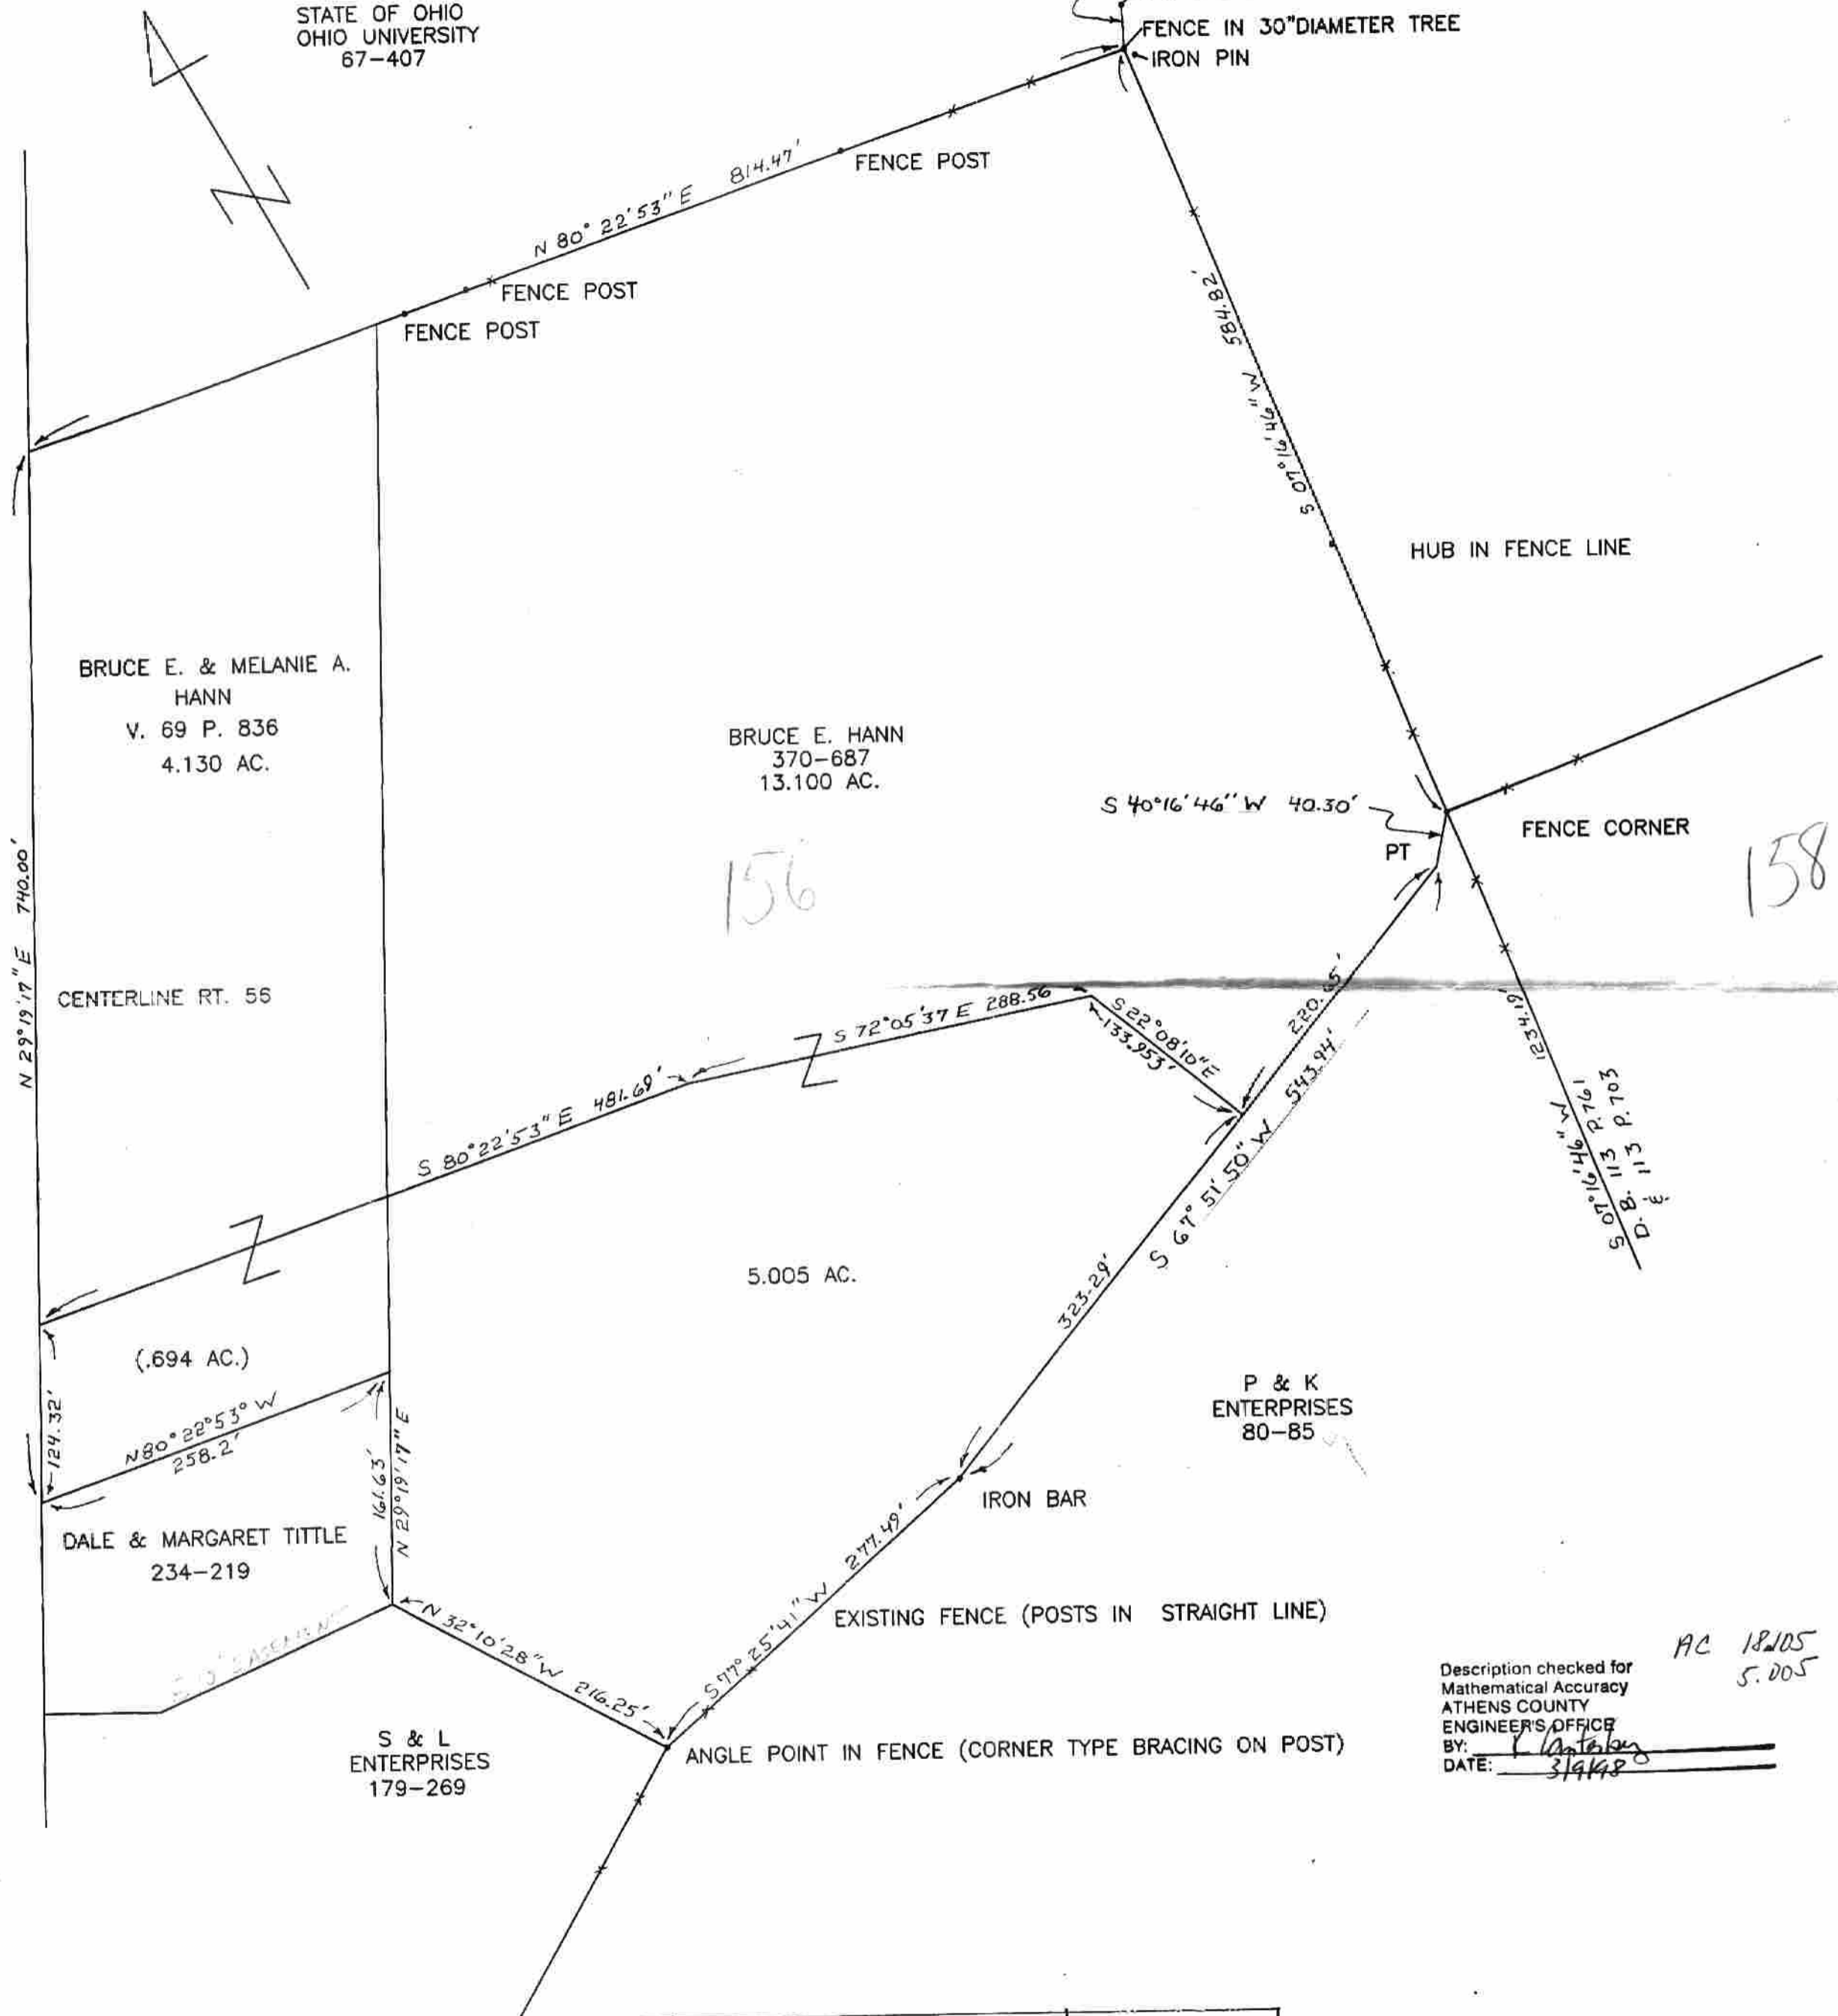 STATE OF OHIO
OHIO UNIVERSITY
67-407
FENCE IN 30"DIAMETER TREE
IRON PIN
N 80° 22'53" E 814.47'
FENCE POST
FENCE POST
FENCE POST
S 07°16'46" W 584.82'
HUB IN FENCE LINE
BRUCE E. & MELANIE A.
HANN
V. 69 P. 836
4.130 AC.
BRUCE E. HANN
370-687
13.100 AC.
S 40°16'46" W 40.30'
PT
FENCE CORNER
156
158
N 29°19'17" E 740.00'
CENTERLINE RT. 56
S 72°05'37 E 288.56
S 22°08'10" E
133.953'
220.65'
S 67° 51' 50" W 543.94'
1234.19'
S 07°16'46" W
D.B. 113 P.761
& 113 P.703
S 80°22'53" E 481.69'
5.005 AC.
323.29'
(.694 AC.)
124.32'
N80°22°53° W
258.2'
161.63'
N 29°19'17" E
P & K
ENTERPRISES
80-85
IRON BAR
DALE & MARGARET TITTLE
234-219
EASEMENT
N 32°10'28" W 216.25'
S 77°25'41" W 277.49'
EXISTING FENCE (POSTS IN STRAIGHT LINE)
S & L
ENTERPRISES
179-269
ANGLE POINT IN FENCE (CORNER TYPE BRACING ON POST)
AC 18.105
5.005
Description checked for
Mathematical Accuracy
ATHENS COUNTY
ENGINEER'S OFFICE
BY:
DATE: 3/9/98